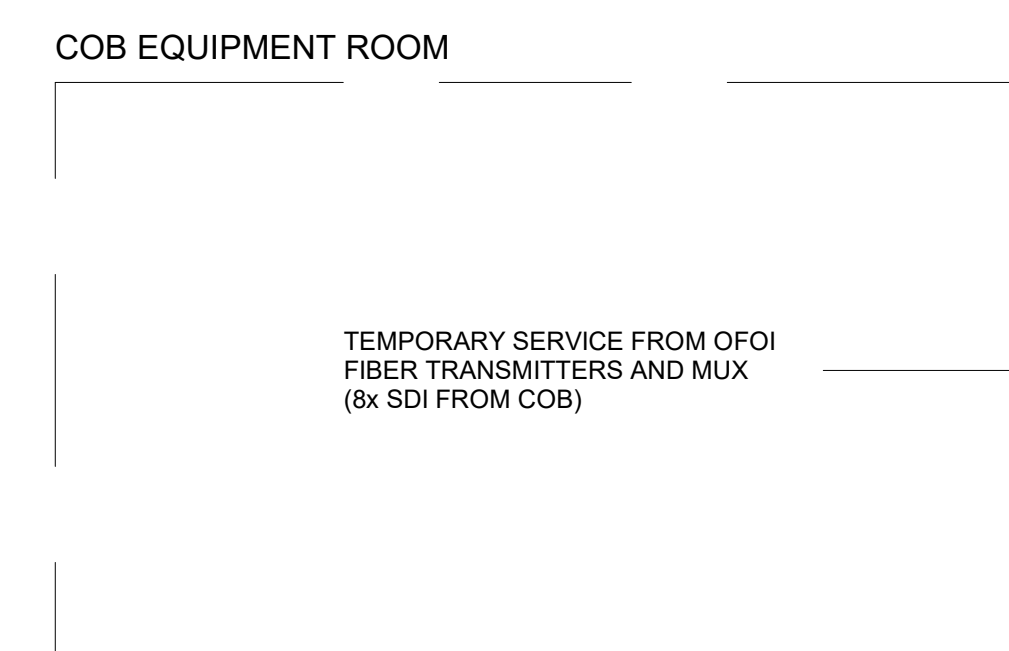 COB EQUIPMENT ROOM
TEMPORARY SERVICE FROM OFOI
FIBER TRANSMITTERS AND MUX
(8x SDI FROM COB)